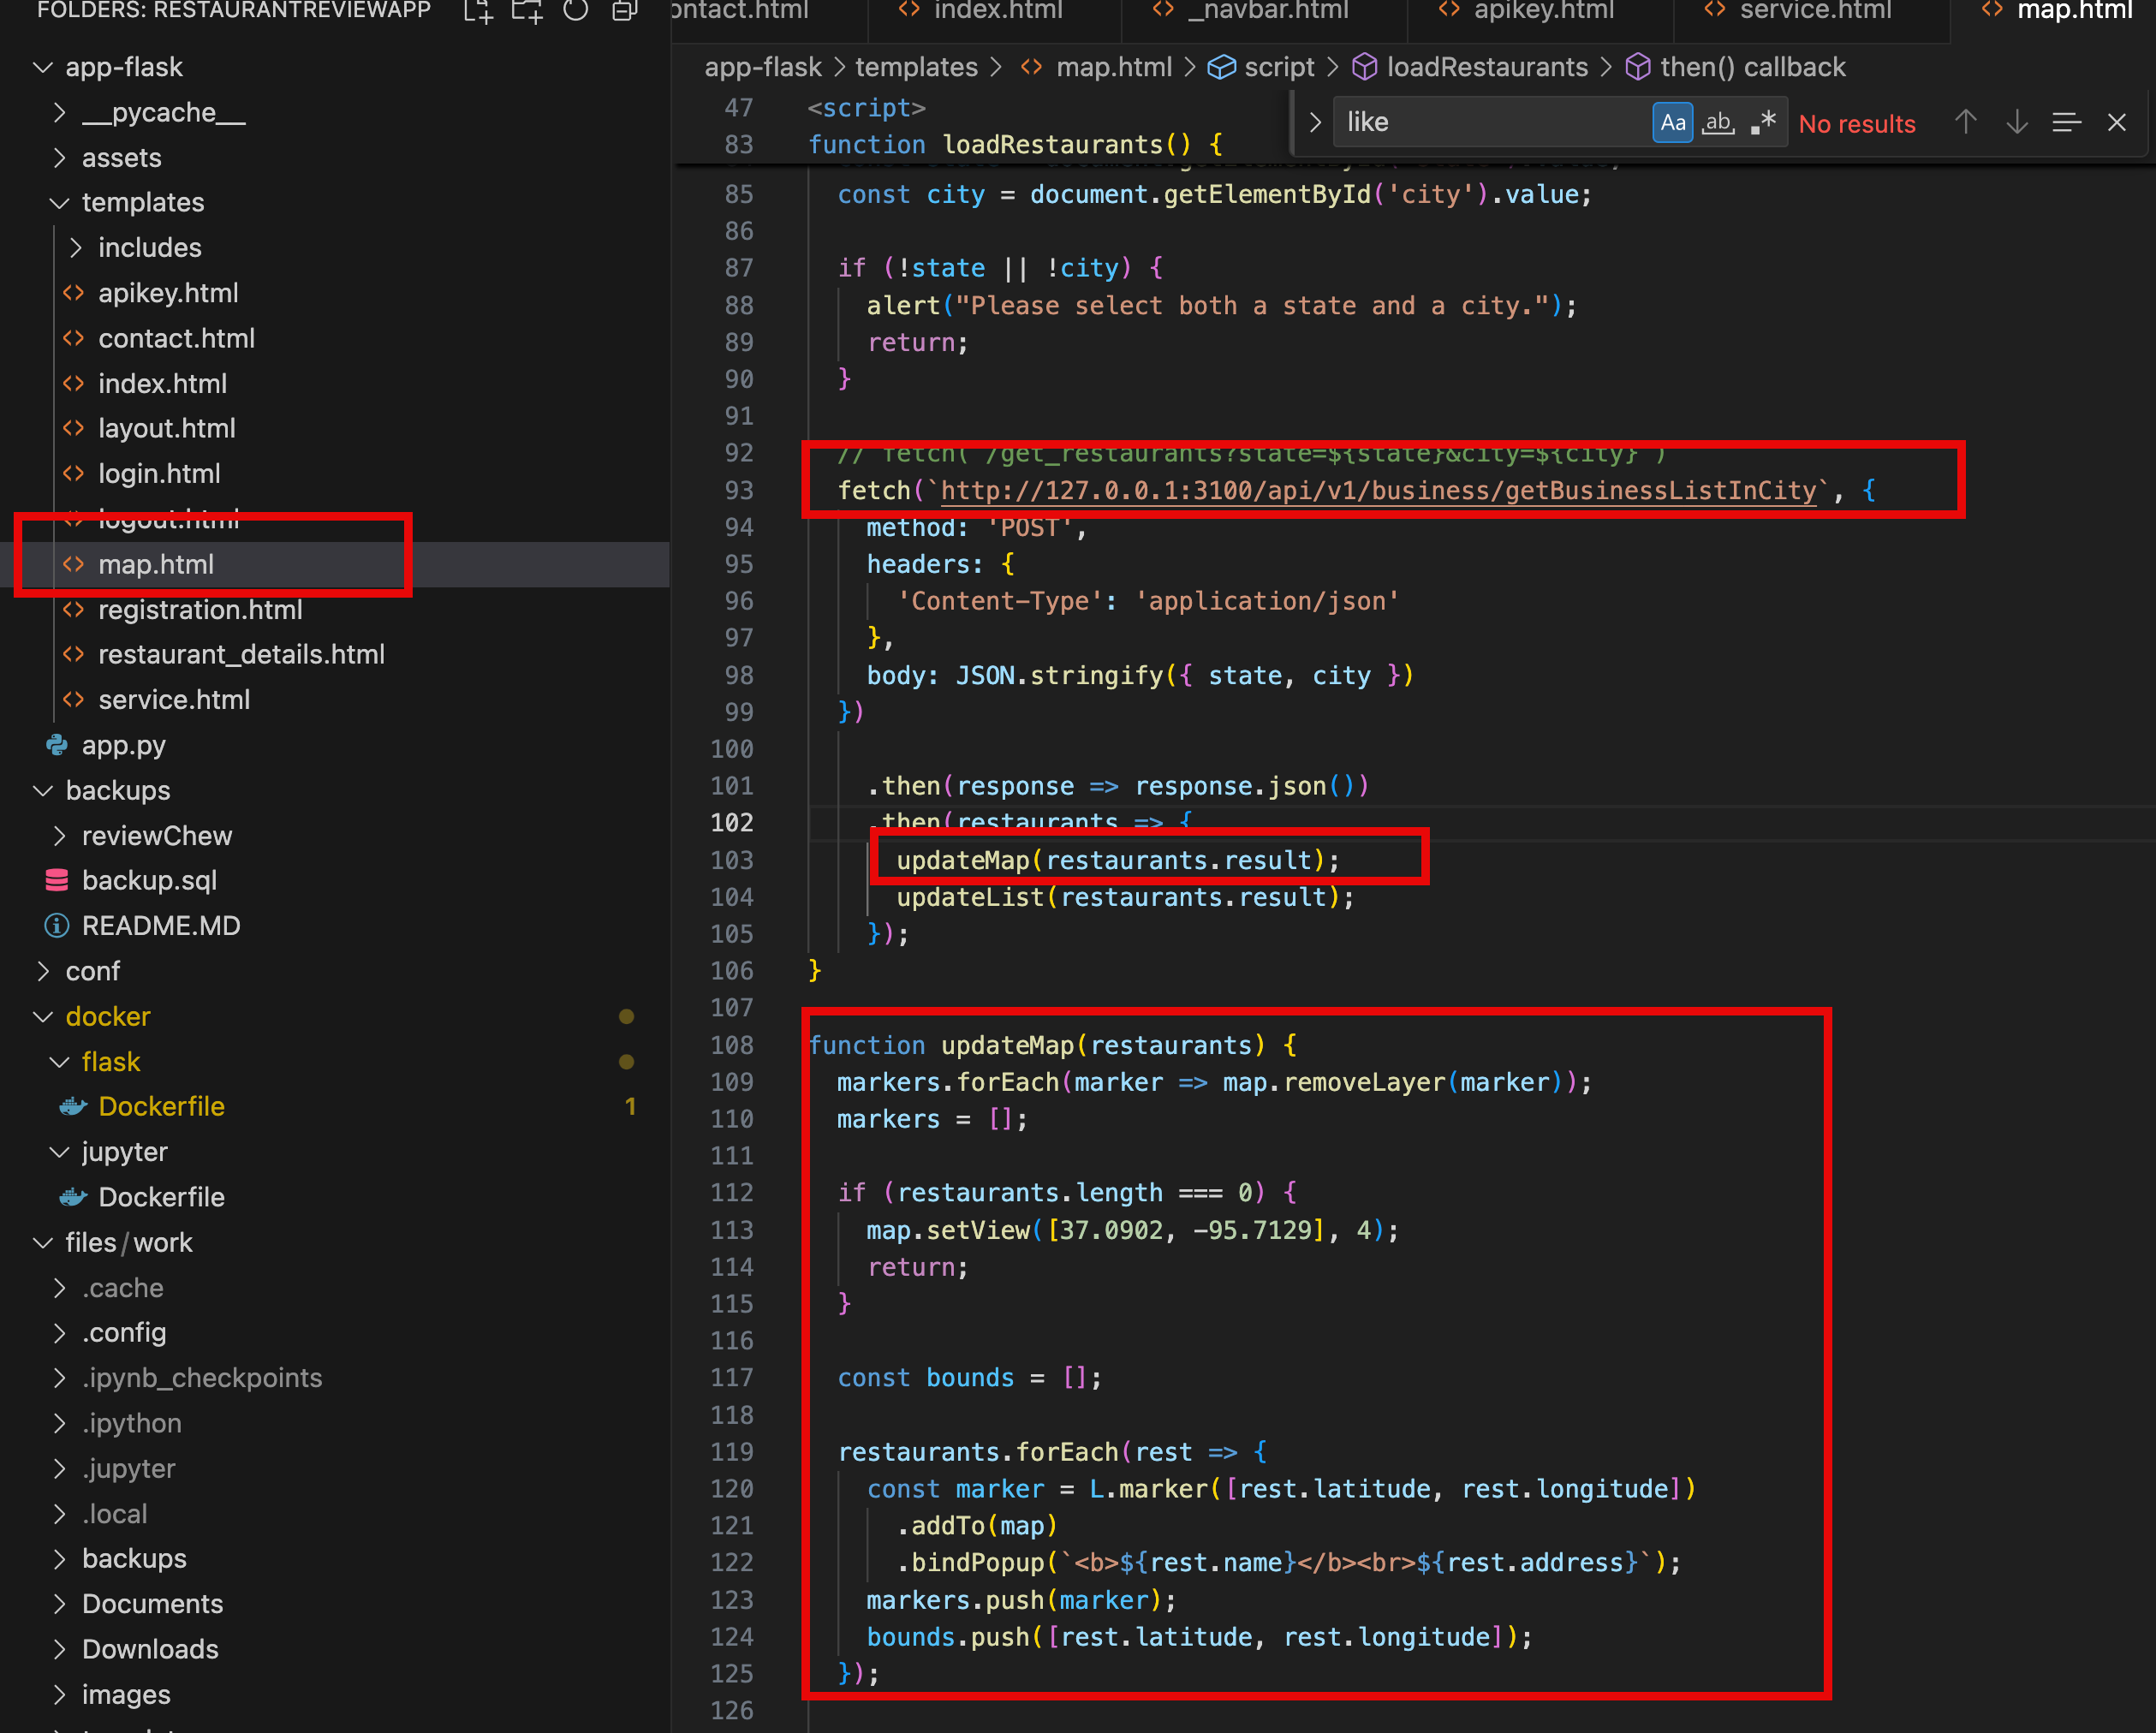 FOLDERS: RESTAURANTREVIEWAPP
app-flask
__pycache__
assets
templates
includes
apikey.html
contact.html
index.html
layout.html
login.html
logout.html
map.html
registration.html
restaurant_details.html
service.html
app.py
backups
reviewChew
backup.sql
README.MD
conf
docker
flask
Dockerfile 1
jupyter
Dockerfile
files/work
.cache
.config
.ipynb_checkpoints
.ipython
.jupyter
.local
backups
Documents
Downloads
images
ontact.html index.html _navbar.html apikey.html service.html map.html
app-flask > templates > map.html > script > loadRestaurants > then() callback
like Aa ab .* No results
47 <script>
83 function loadRestaurants() {
85 const city = document.getElementById('city').value;
86
87 if (!state || !city) {
88 alert("Please select both a state and a city.");
89 return;
90 }
91
92 // fetch(`/get_restaurants?state=${state}&city=${city}`)
93 fetch(`http://127.0.0.1:3100/api/v1/business/getBusinessListInCity`, {
94 method: 'POST',
95 headers: {
96 'Content-Type': 'application/json'
97 },
98 body: JSON.stringify({ state, city })
99 })
100
101 .then(response => response.json())
102 .then(restaurants => {
103 updateMap(restaurants.result);
104 updateList(restaurants.result);
105 });
106 }
107
108 function updateMap(restaurants) {
109 markers.forEach(marker => map.removeLayer(marker));
110 markers = [];
111
112 if (restaurants.length === 0) {
113 map.setView([37.0902, -95.7129], 4);
114 return;
115 }
116
117 const bounds = [];
118
119 restaurants.forEach(rest => {
120 const marker = L.marker([rest.latitude, rest.longitude])
121 .addTo(map)
122 .bindPopup(`<b>${rest.name}</b><br>${rest.address}`);
123 markers.push(marker);
124 bounds.push([rest.latitude, rest.longitude]);
125 });
126